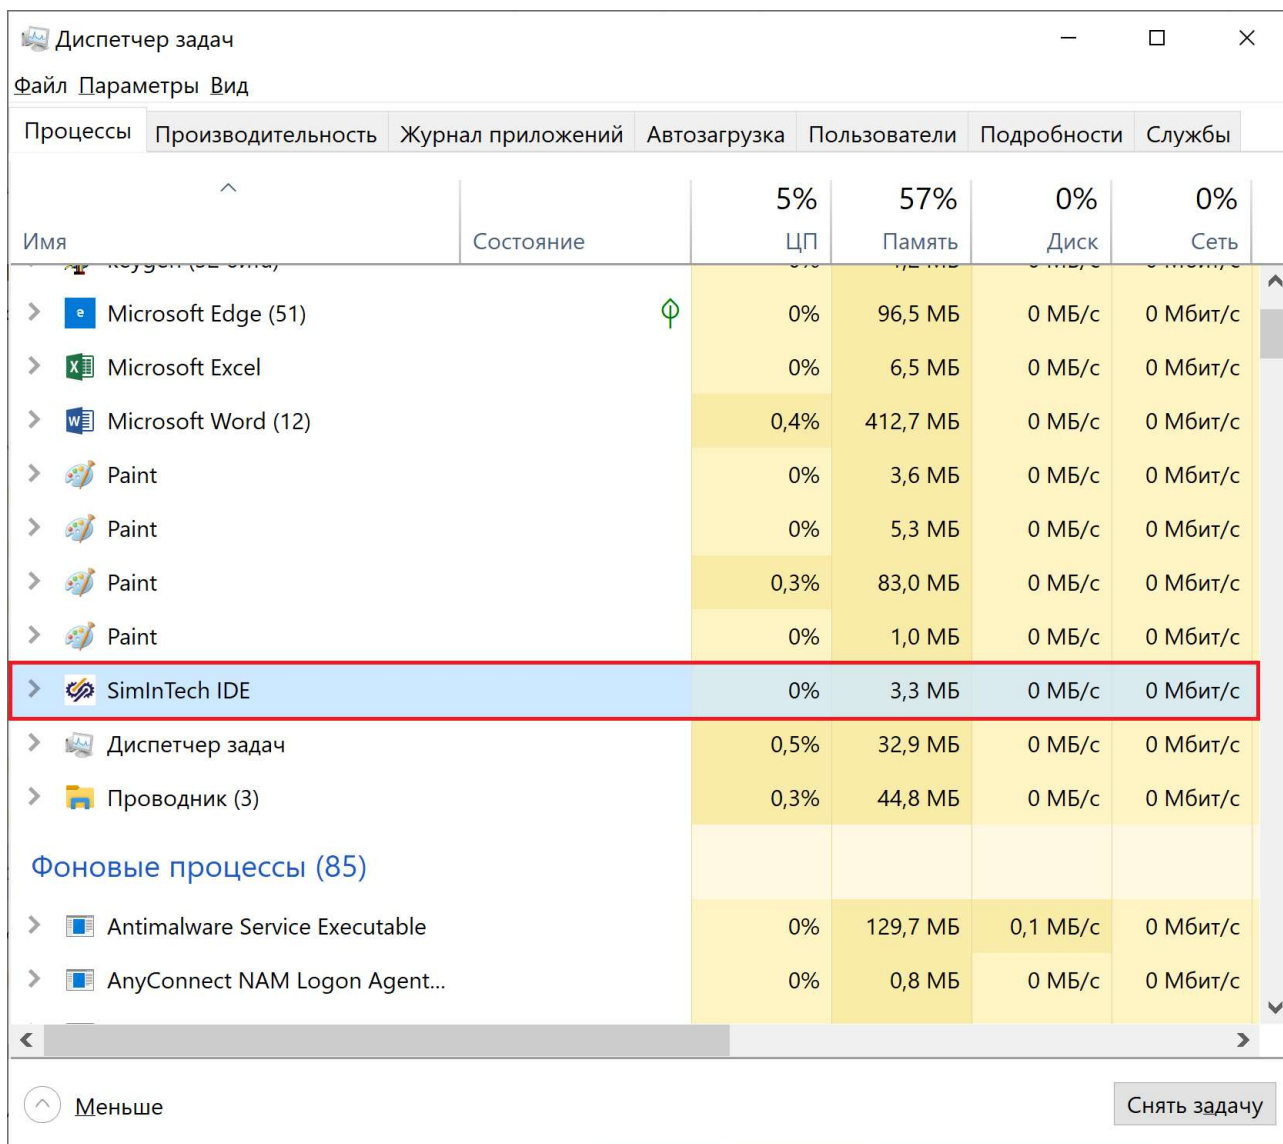 Диспетчер задач
Файл Параметры Вид
Процессы Производительность Журнал приложений Автозагрузка Пользователи Подробности Службы
5% 57% 0% 0%
Имя Состояние ЦП Память Диск Сеть
Microsoft Edge (51) 0% 96,5 МБ 0 МБ/с 0 Мбит/с
Microsoft Excel 0% 6,5 МБ 0 МБ/с 0 Мбит/с
Microsoft Word (12) 0,4% 412,7 МБ 0 МБ/с 0 Мбит/с
Paint 0% 3,6 МБ 0 МБ/с 0 Мбит/с
Paint 0% 5,3 МБ 0 МБ/с 0 Мбит/с
Paint 0,3% 83,0 МБ 0 МБ/с 0 Мбит/с
Paint 0% 1,0 МБ 0 МБ/с 0 Мбит/с
SimInTech IDE 0% 3,3 МБ 0 МБ/с 0 Мбит/с
Диспетчер задач 0,5% 32,9 МБ 0 МБ/с 0 Мбит/с
Проводник (3) 0,3% 44,8 МБ 0 МБ/с 0 Мбит/с
Фоновые процессы (85)
Antimalware Service Executable 0% 129,7 МБ 0,1 МБ/с 0 Мбит/с
AnyConnect NAM Logon Agent... 0% 0,8 МБ 0 МБ/с 0 Мбит/с
Меньше
Снять задачу